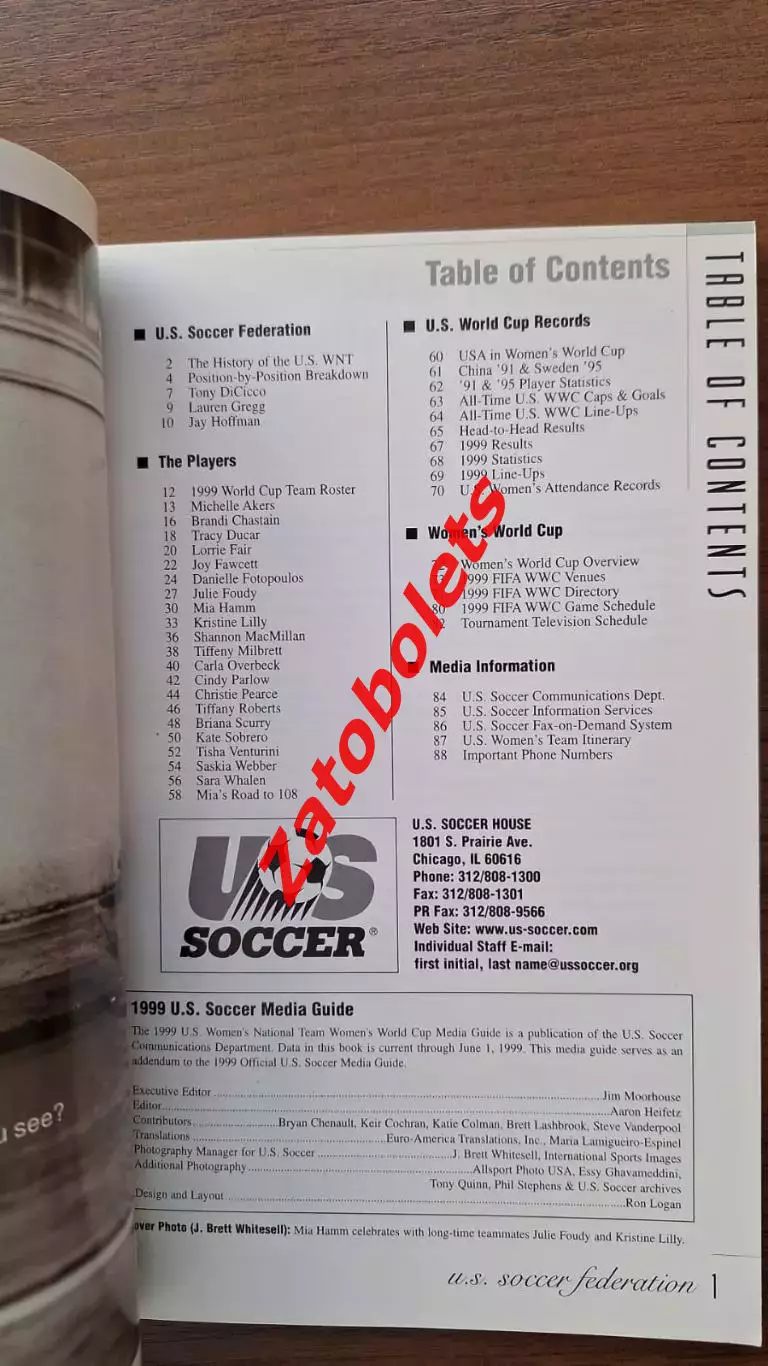 Table of Contents
TABLE OF CONTENTS
■ U.S. Soccer Federation
2 The History of the U.S. WNT
4 Position-by-Position Breakdown
7 Tony DiCicco
9 Lauren Gregg
10 Jay Hoffman
■ The Players
12 1999 World Cup Team Roster
13 Michelle Akers
16 Brandi Chastain
18 Tracy Ducar
20 Lorrie Fair
22 Joy Fawcett
24 Danielle Fotopoulos
27 Julie Foudy
30 Mia Hamm
33 Kristine Lilly
36 Shannon MacMillan
38 Tiffeny Milbrett
40 Carla Overbeck
42 Cindy Parlow
44 Christie Pearce
46 Tiffany Roberts
48 Briana Scurry
50 Kate Sobrero
52 Tisha Venturini
54 Saskia Webber
56 Sara Whalen
58 Mia's Road to 108
■ U.S. World Cup Records
60 USA in Women's World Cup
61 China '91 & Sweden '95
62 '91 & '95 Player Statistics
63 All-Time U.S. WWC Caps & Goals
64 All-Time U.S. WWC Line-Ups
65 Head-to-Head Results
67 1999 Results
68 1999 Statistics
69 1999 Line-Ups
70 U.S. Women's Attendance Records
■ Women's World Cup
Women's World Cup Overview
1999 FIFA WWC Venues
1999 FIFA WWC Directory
80 1999 FIFA WWC Game Schedule
Tournament Television Schedule
■ Media Information
84 U.S. Soccer Communications Dept.
85 U.S. Soccer Information Services
86 U.S. Soccer Fax-on-Demand System
87 U.S. Women's Team Itinerary
88 Important Phone Numbers
US
SOCCER®
U.S. SOCCER HOUSE
1801 S. Prairie Ave.
Chicago, IL 60616
Phone: 312/808-1300
Fax: 312/808-1301
PR Fax: 312/808-9566
Web Site: www.us-soccer.com
Individual Staff E-mail:
first initial, last name@ussoccer.org
Zatobolets
1999 U.S. Soccer Media Guide
The 1999 U.S. Women's National Team Women's World Cup Media Guide is a publication of the U.S. Soccer
Communications Department. Data in this book is current through June 1, 1999. This media guide serves as an
addendum to the 1999 Official U.S. Soccer Media Guide.
Executive Editor Jim Moorhouse
Editor Aaron Heifetz
Contributors Bryan Chenault, Keir Cochran, Katie Colman, Brett Lashbrook, Steve Vanderpool
Translations Euro-America Translations, Inc., Maria Lamigueiro-Espinel
Photography Manager for U.S. Soccer J. Brett Whitesell, International Sports Images
Additional Photography Allsport Photo USA, Essy Ghavameddini,
Tony Quinn, Phil Stephens & U.S. Soccer archives
Design and Layout Ron Logan
over Photo (J. Brett Whitesell): Mia Hamm celebrates with long-time teammates Julie Foudy and Kristine Lilly.
u see?
u.s. soccer federation 1